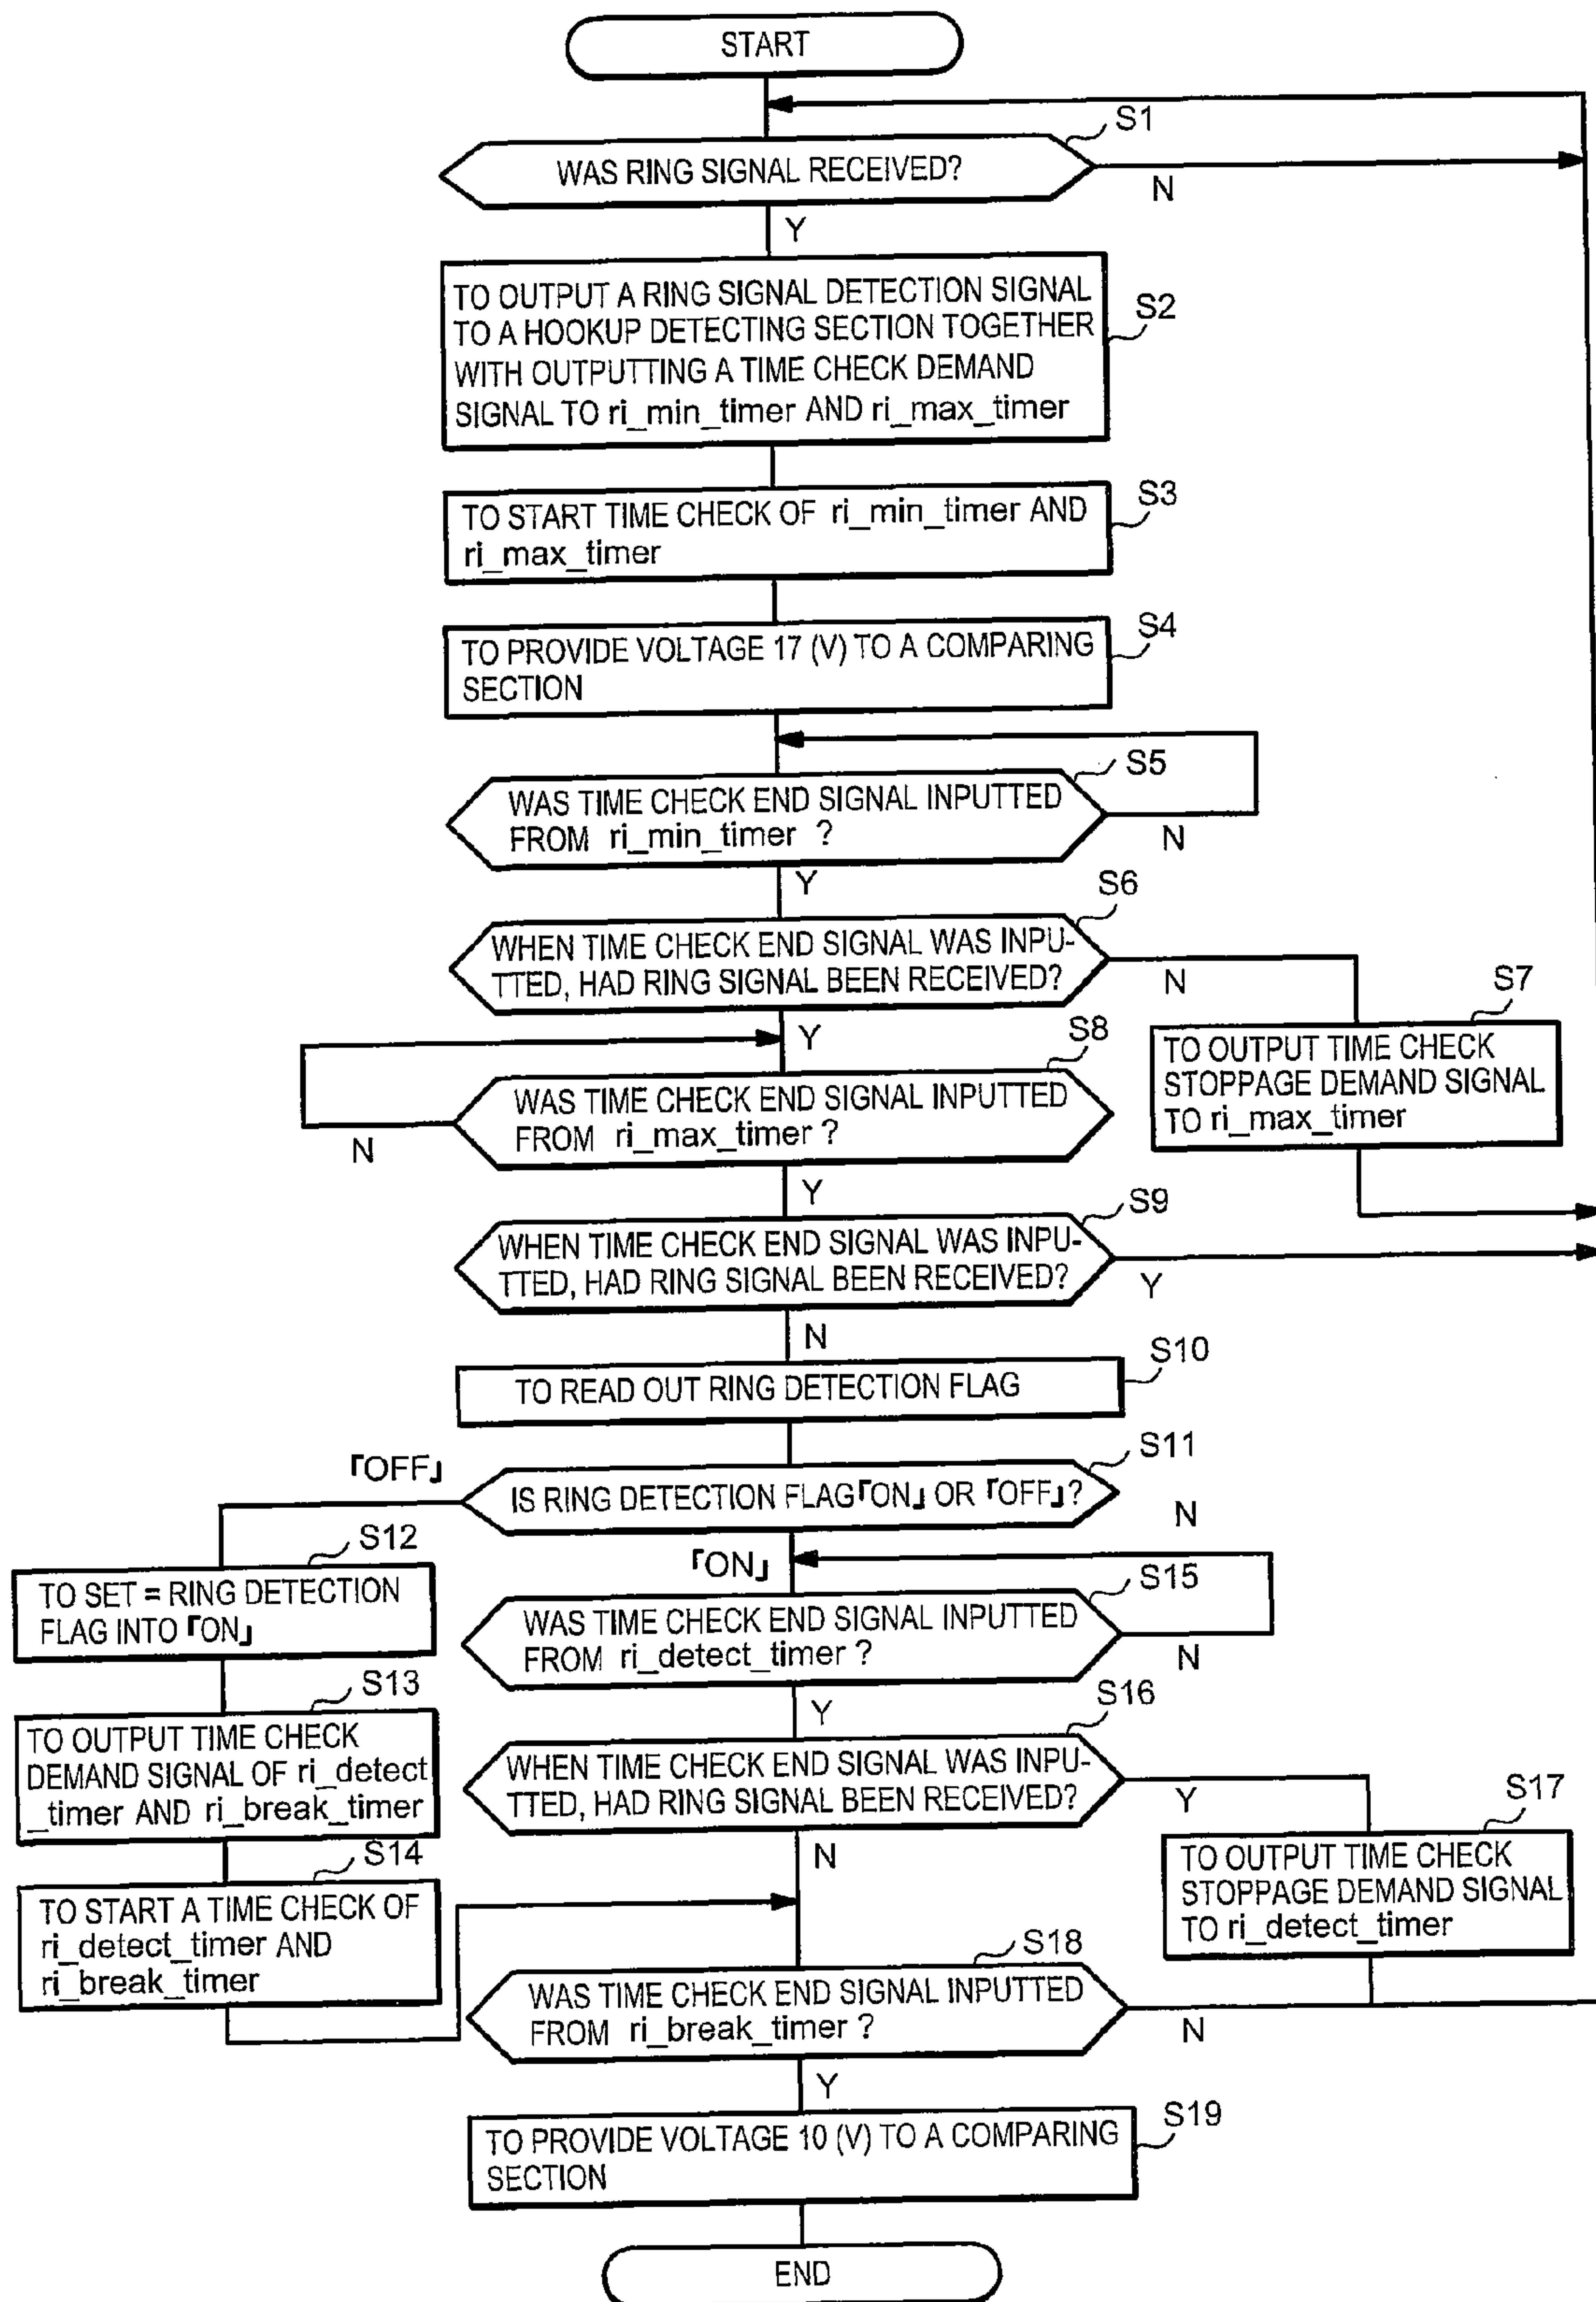 START
S1
WAS RING SIGNAL RECEIVED?
N
Y
TO OUTPUT A RING SIGNAL DETECTION SIGNAL
TO A HOOKUP DETECTING SECTION TOGETHER
WITH OUTPUTTING A TIME CHECK DEMAND
SIGNAL TO ri_min_timer AND ri_max_timer
S2
TO START TIME CHECK OF ri_min_timer AND
ri_max_timer
S3
TO PROVIDE VOLTAGE 17 (V) TO A COMPARING
SECTION
S4
S5
WAS TIME CHECK END SIGNAL INPUTTED
FROM ri_min_timer ?
N
Y
S6
WHEN TIME CHECK END SIGNAL WAS INPU-
TTED, HAD RING SIGNAL BEEN RECEIVED?
N
S7
TO OUTPUT TIME CHECK
STOPPAGE DEMAND SIGNAL
TO ri_max_timer
Y
S8
WAS TIME CHECK END SIGNAL INPUTTED
FROM ri_max_timer ?
N
Y
S9
WHEN TIME CHECK END SIGNAL WAS INPU-
TTED, HAD RING SIGNAL BEEN RECEIVED?
Y
N
S10
TO READ OUT RING DETECTION FLAG
S11
「OFF」
IS RING DETECTION FLAG「ON」 OR 「OFF」?
N
S12
TO SET = RING DETECTION
FLAG INTO 「ON」
S13
TO OUTPUT TIME CHECK
DEMAND SIGNAL OF ri_detect
_timer AND ri_break_timer
S14
TO START A TIME CHECK OF
ri_detect_timer AND
ri_break_timer
「ON」
S15
WAS TIME CHECK END SIGNAL INPUTTED
FROM ri_detect_timer ?
N
Y
S16
WHEN TIME CHECK END SIGNAL WAS INPU-
TTED, HAD RING SIGNAL BEEN RECEIVED?
Y
S17
TO OUTPUT TIME CHECK
STOPPAGE DEMAND SIGNAL
TO ri_detect_timer
N
S18
WAS TIME CHECK END SIGNAL INPUTTED
FROM ri_break_timer ?
N
Y
S19
TO PROVIDE VOLTAGE 10 (V) TO A COMPARING
SECTION
END